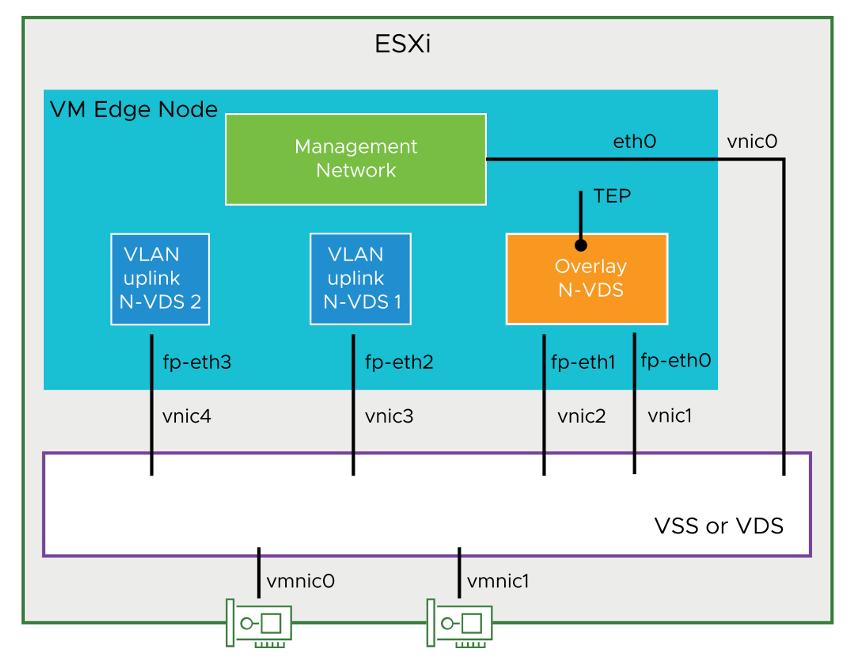 ESXi
VM Edge Node
Management
Network
eth0
vnic0
TEP
VLAN
uplink
N-VDS 2
VLAN
uplink
N-VDS 1
Overlay
N-VDS
fp-eth3
fp-eth2
fp-eth1
fp-eth0
vnic4
vnic3
vnic2
vnic1
VSS or VDS
vmnic0
vmnic1